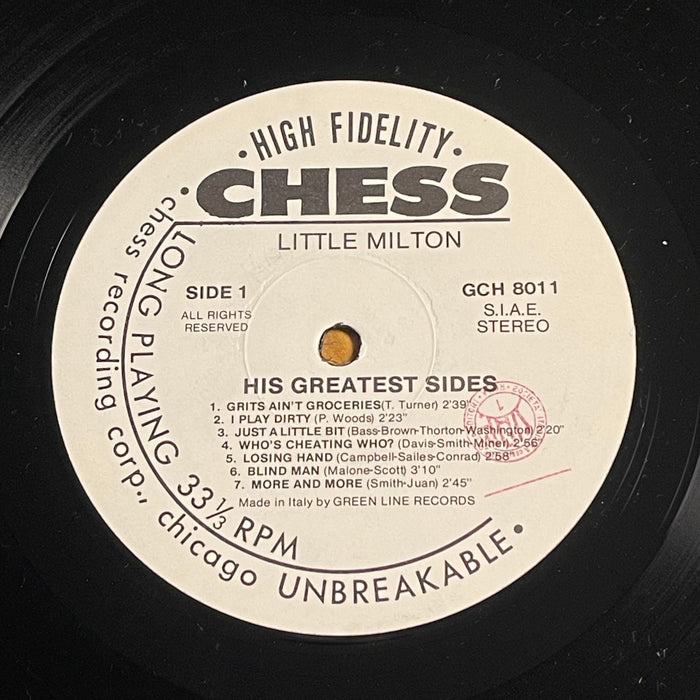 • HIGH FIDELITY •
• CHESS
LITTLE MILTON
SIDE 1
ALL RIGHTS
RESERVED
GCH 8011
S.I.A.E.
STEREO
HIS GREATEST SIDES
1. GRITS AIN'T GROCERIES(T. Turner) 2'39"
2. I PLAY DIRTY (P. Woods) 2'23"
3. JUST A LITTLE BIT (Bass-Brown-Thorton-Washington) 2'20"
4. WHO'S CHEATING WHO? (Davis-Smith-Miner) 2'56"
5. LOSING HAND (Campbell-Sailes-Conrad) 2'58"
6. BLIND MAN (Malone-Scott) 3'10"
7. MORE AND MORE (Smith-Juan) 2'45"
Made in Italy by GREEN LINE RECORDS
LONG PLAYING 33 1/3 RPM
chess recording corp., chicago UNBREAKABLE •